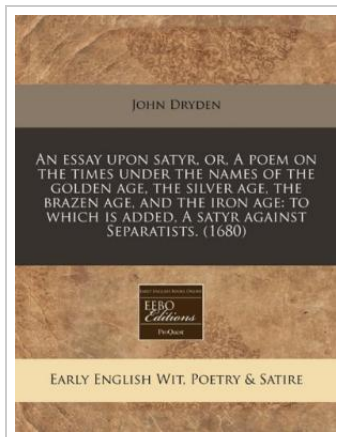 John Dryden
An essay upon satyr, or, A poem on
the times under the names of the
golden age, the silver age, the
brazen age, and the iron age: to
which is added, A satyr against
Separatists. (1680)
EEBO
Editions
ProQuest
Early English Wit, Poetry & Satire